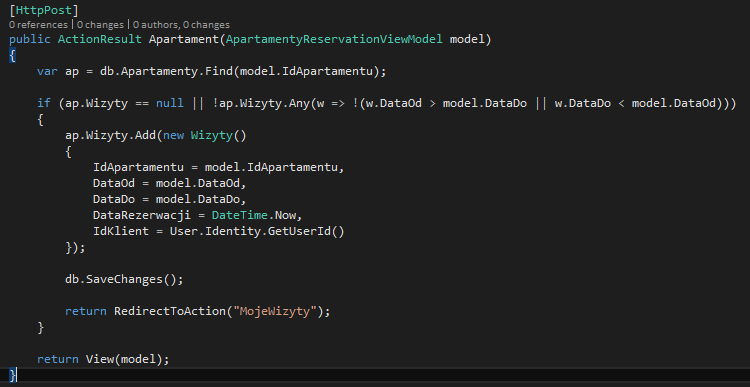 [HttpPost]
0 references | 0 changes | 0 authors, 0 changes
public ActionResult Apartament(ApartamentyReservationViewModel model)
{
    var ap = db.Apartamenty.Find(model.IdApartamentu);

    if (ap.Wizyty == null || !ap.Wizyty.Any(w => !(w.DataOd > model.DataDo || w.DataDo < model.DataOd)))
    {
        ap.Wizyty.Add(new Wizyty()
        {
            IdApartamentu = model.IdApartamentu,
            DataOd = model.DataOd,
            DataDo = model.DataDo,
            DataRezerwacji = DateTime.Now,
            IdKlient = User.Identity.GetUserId()
        });

        db.SaveChanges();

        return RedirectToAction("MojeWizyty");
    }

    return View(model);
}